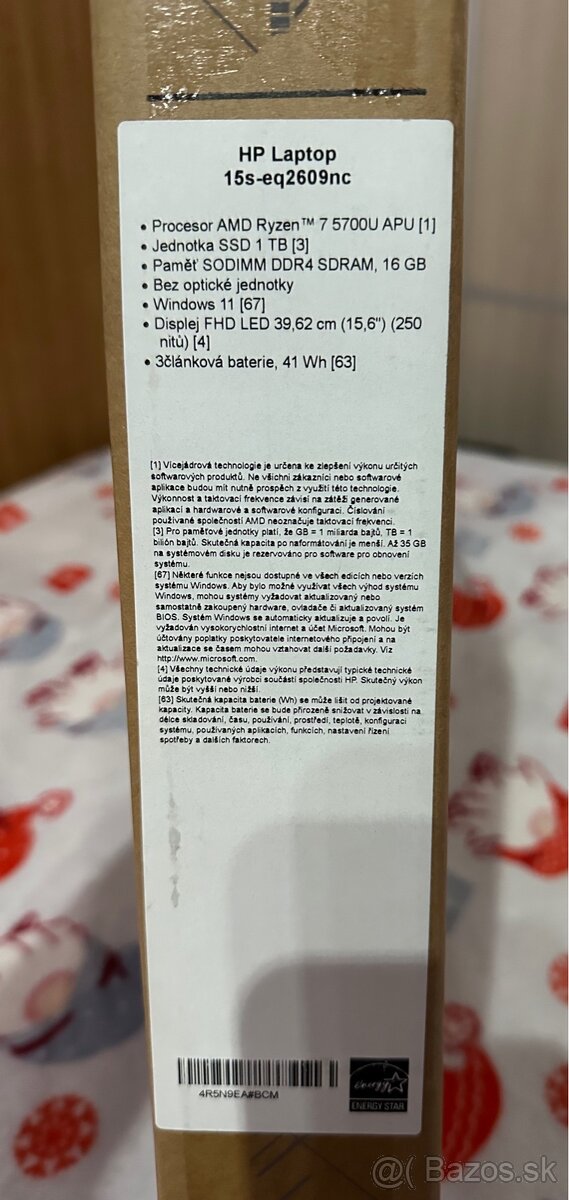 HP Laptop
15s-eq2609nc
• Procesor AMD Ryzen™ 7 5700U APU [1]
• Jednotka SSD 1 TB [3]
• Paměť SODIMM DDR4 SDRAM, 16 GB
• Bez optické jednotky
• Windows 11 [67]
• Displej FHD LED 39,62 cm (15,6") (250
nitů) [4]
• 3článková baterie, 41 Wh [63]
[1] Vícejádrová technologie je určena ke zlepšení výkonu určitých
softwarových produktů. Ne všichni zákazníci nebo softwarové
aplikace budou mít nutně prospěch z využití této technologie.
Výkonnost a taktovací frekvence závisí na zátěži generované
aplikací a hardwarové a softwarové konfiguraci. Číslování
používané společností AMD neoznačuje taktovací frekvenci.
[3] Pro paměťové jednotky platí, že GB = 1 miliarda bajtů, TB = 1
bilión bajtů. Skutečná kapacita po naformátování je menší. Až 35 GB
na systémovém disku je rezervováno pro software pro obnovení
systému.
[67] Některé funkce nejsou dostupné ve všech edicích nebo verzích
systému Windows. Aby bylo možné využívat všech výhod systému
Windows, mohou systémy vyžadovat aktualizovaný nebo
samostatně zakoupený hardware, ovladače či aktualizovaný systém
BIOS. Systém Windows se automaticky aktualizuje a povolí. Je
vyžadován vysokorychlostní internet a účet Microsoft. Mohou být
účtovány poplatky poskytovatele internetového připojení a na
aktualizace se časem mohou vztahovat další požadavky. Viz
http://www.microsoft.com.
[4] Všechny technické údaje výkonu představují typické technické
údaje poskytované výrobci součástí společnosti HP. Skutečný výkon
může být vyšší nebo nižší.
[63] Skutečná kapacita baterie (Wh) se může lišit od projektované
kapacity. Kapacita baterie se bude přirozeně snižovat v závislosti na
délce skladování, času, používání, prostředí, teplotě, konfiguraci
systému, používaných aplikacích, funkcích, nastavení řízení
spotřeby a dalších faktorech.
4R5N9EA#BCM
energy
ENERGY STAR
@( Bazos.sk